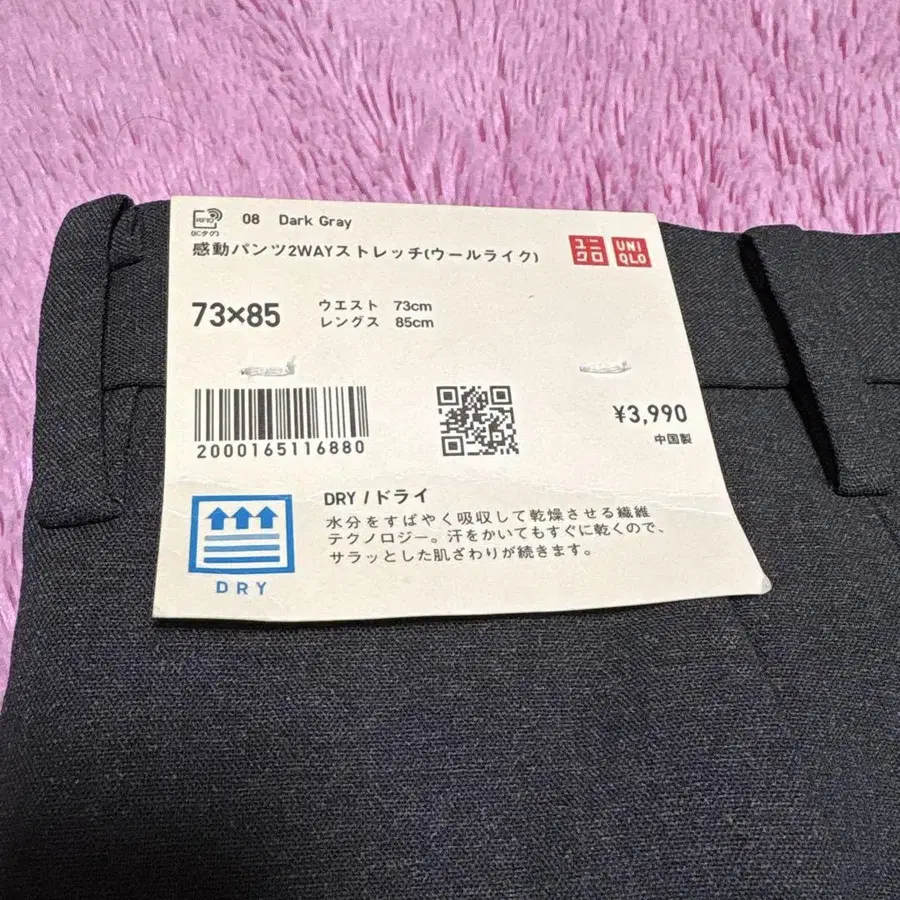 08 Dark Gray
(ICタグ)
感動パンツ2WAYストレッチ(ウールライク)
ユニクロ
UNIQLO
73×85
ウエスト 73cm
レングス 85cm
2000165116880
¥3,990
中国製
DRY / ドライ
水分をすばやく吸収して乾燥させる繊維
テクノロジー。汗をかいてもすぐに乾くので、
サラッとした肌ざわりが続きます。
DRY